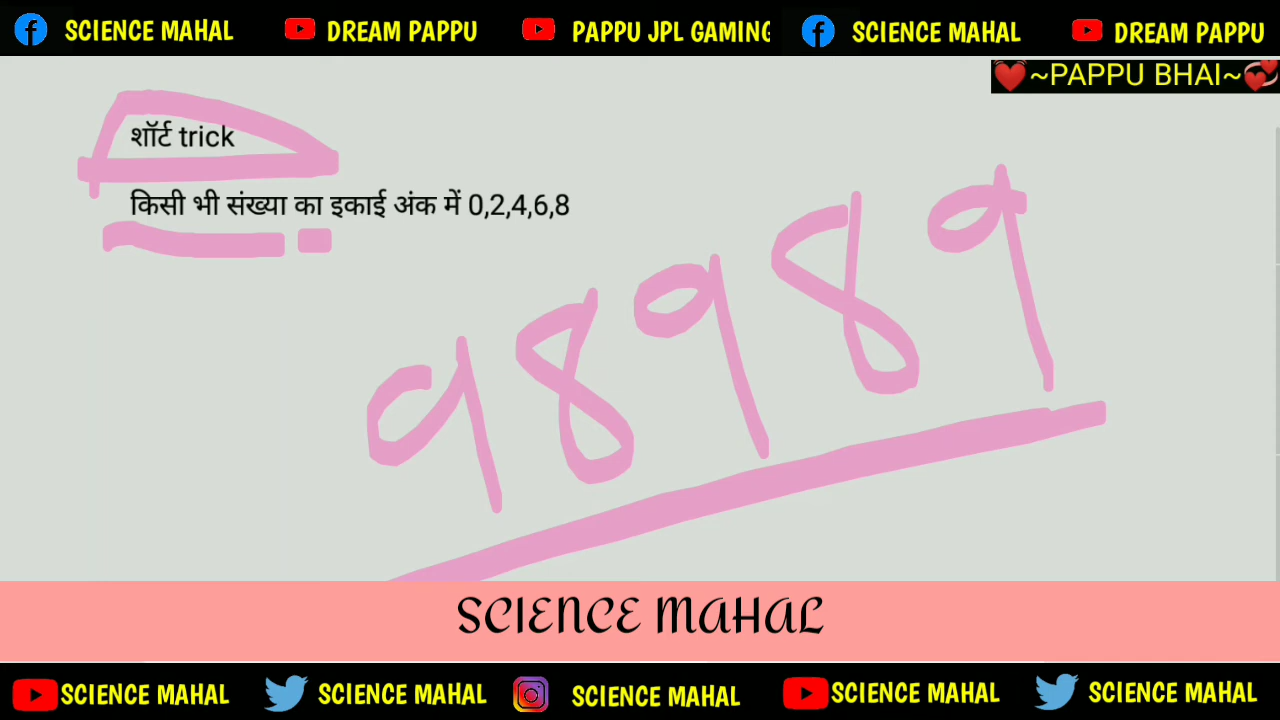 SCIENCE MAHAL DREAM PAPPU PAPPU JPL GAMING SCIENCE MAHAL DREAM PAPPU
~PAPPU BHAI~
शॉर्ट trick
किसी भी संख्या का इकाई अंक में 0,2,4,6,8
98989
SCIENCE MAHAL
SCIENCE MAHAL SCIENCE MAHAL SCIENCE MAHAL SCIENCE MAHAL SCIENCE MAHAL